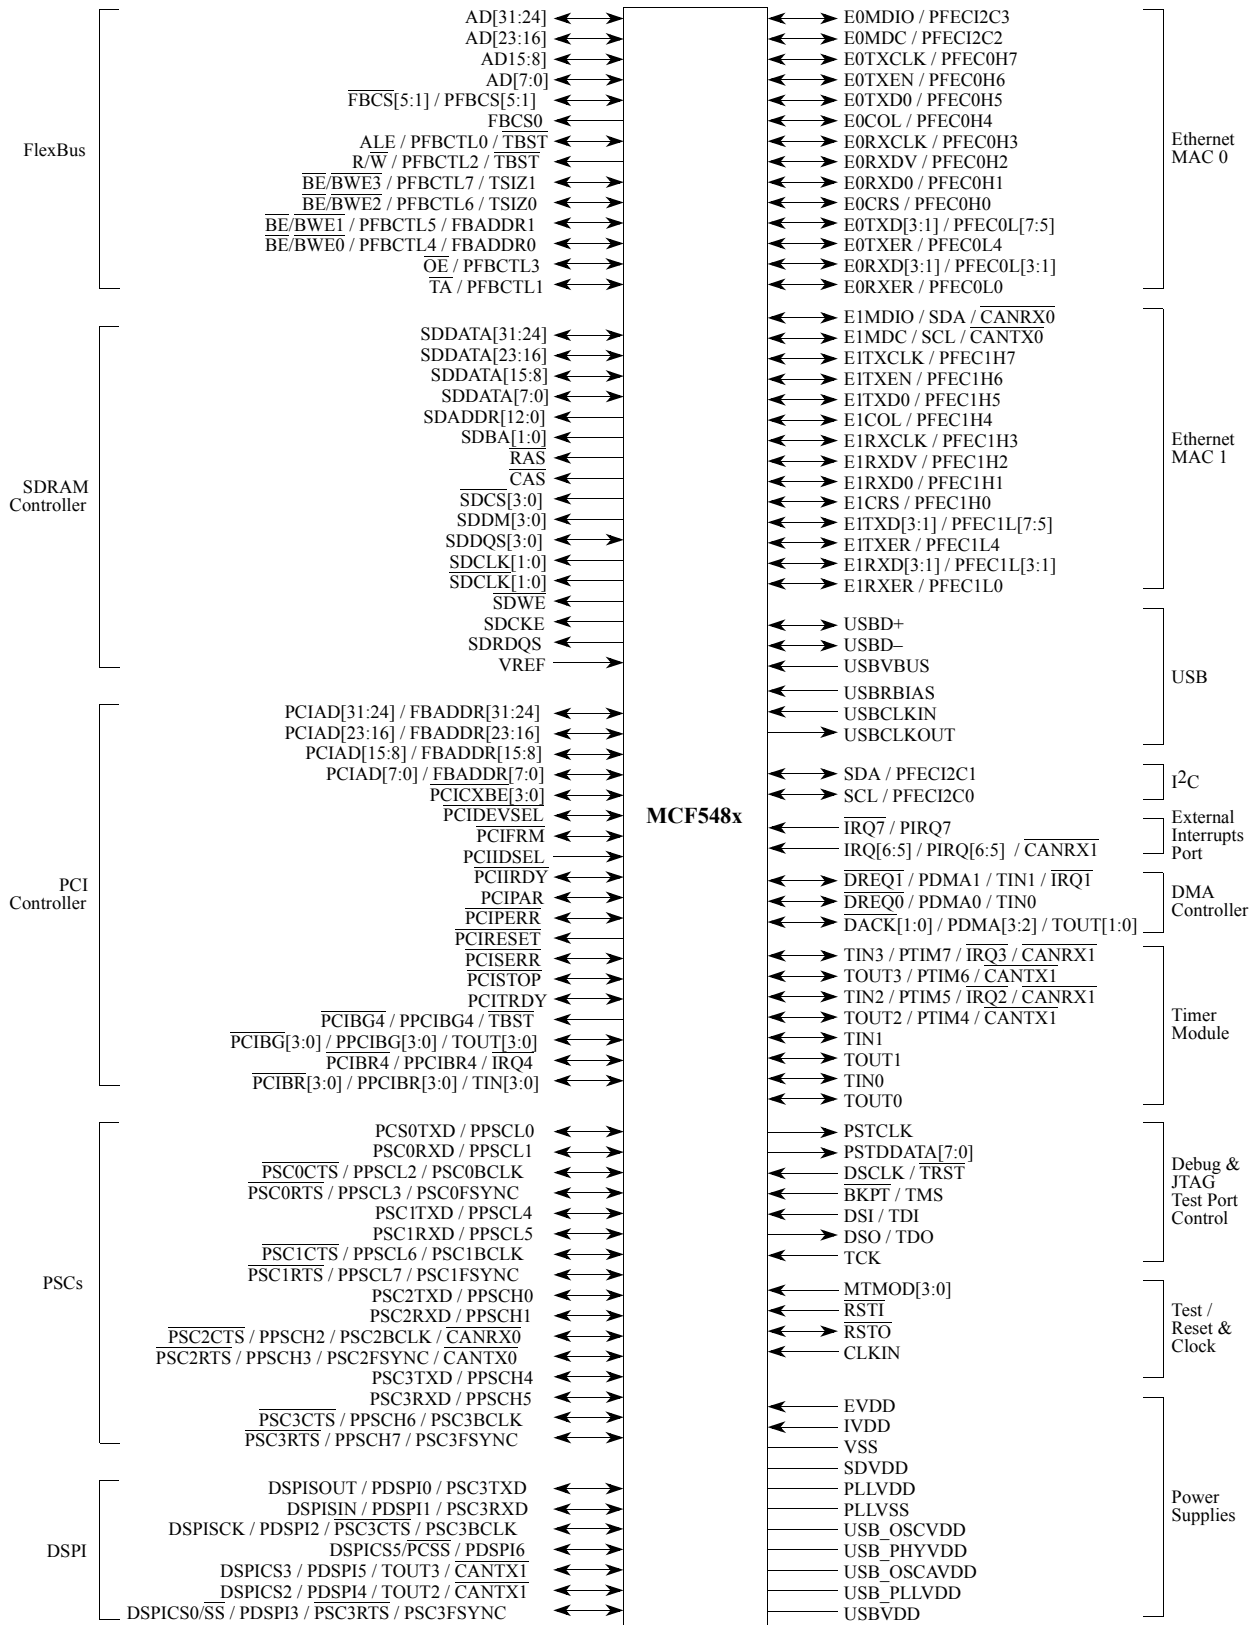 FlexBus
AD[31:24]
AD[23:16]
AD15:8]
AD[7:0]
FBCS[5:1] / PFBCS[5:1]
FBCS0
ALE / PFBCTL0 / TBST
R/W / PFBCTL2 / TBST
BE/BWE3 / PFBCTL7 / TSIZ1
BE/BWE2 / PFBCTL6 / TSIZ0
BE/BWE1 / PFBCTL5 / FBADDR1
BE/BWE0 / PFBCTL4 / FBADDR0
OE / PFBCTL3
TA / PFBCTL1
SDRAM
Controller
SDDATA[31:24]
SDDATA[23:16]
SDDATA[15:8]
SDDATA[7:0]
SDADDR[12:0]
SDBA[1:0]
RAS
CAS
SDCS[3:0]
SDDM[3:0]
SDDQS[3:0]
SDCLK[1:0]
SDCLK[1:0]
SDWE
SDCKE
SDRDQS
VREF
PCI
Controller
PCIAD[31:24] / FBADDR[31:24]
PCIAD[23:16] / FBADDR[23:16]
PCIAD[15:8] / FBADDR[15:8]
PCIAD[7:0] / FBADDR[7:0]
PCICXBE[3:0]
PCIDEVSEL
PCIFRM
PCIIDSEL
PCIIRDY
PCIPAR
PCIPERR
PCIRESET
PCISERR
PCISTOP
PCITRDY
PCIBG4 / PPCIBG4 / TBST
PCIBG[3:0] / PPCIBG[3:0] / TOUT[3:0]
PCIBR4 / PPCIBR4 / IRQ4
PCIBR[3:0] / PPCIBR[3:0] / TIN[3:0]
PSCs
PCS0TXD / PPSCL0
PSC0RXD / PPSCL1
PSC0CTS / PPSCL2 / PSC0BCLK
PSC0RTS / PPSCL3 / PSC0FSYNC
PSC1TXD / PPSCL4
PSC1RXD / PPSCL5
PSC1CTS / PPSCL6 / PSC1BCLK
PSC1RTS / PPSCL7 / PSC1FSYNC
PSC2TXD / PPSCH0
PSC2RXD / PPSCH1
PSC2CTS / PPSCH2 / PSC2BCLK / CANRX0
PSC2RTS / PPSCH3 / PSC2FSYNC / CANTX0
PSC3TXD / PPSCH4
PSC3RXD / PPSCH5
PSC3CTS / PPSCH6 / PSC3BCLK
PSC3RTS / PPSCH7 / PSC3FSYNC
DSPI
DSPISOUT / PDSPI0 / PSC3TXD
DSPISIN / PDSPI1 / PSC3RXD
DSPISCK / PDSPI2 / PSC3CTS / PSC3BCLK
DSPICS5/PCSS / PDSPI6
DSPICS3 / PDSPI5 / TOUT3 / CANTX1
DSPICS2 / PDSPI4 / TOUT2 / CANTX1
DSPICS0/SS / PDSPI3 / PSC3RTS / PSC3FSYNC
MCF548x
E0MDIO / PFECI2C3
E0MDC / PFECI2C2
E0TXCLK / PFEC0H7
E0TXEN / PFEC0H6
E0TXD0 / PFEC0H5
E0COL / PFEC0H4
E0RXCLK / PFEC0H3
E0RXDV / PFEC0H2
E0RXD0 / PFEC0H1
E0CRS / PFEC0H0
E0TXD[3:1] / PFEC0L[7:5]
E0TXER / PFEC0L4
E0RXD[3:1] / PFEC0L[3:1]
E0RXER / PFEC0L0
Ethernet
MAC 0
E1MDIO / SDA / CANRX0
E1MDC / SCL / CANTX0
E1TXCLK / PFEC1H7
E1TXEN / PFEC1H6
E1TXD0 / PFEC1H5
E1COL / PFEC1H4
E1RXCLK / PFEC1H3
E1RXDV / PFEC1H2
E1RXD0 / PFEC1H1
E1CRS / PFEC1H0
E1TXD[3:1] / PFEC1L[7:5]
E1TXER / PFEC1L4
E1RXD[3:1] / PFEC1L[3:1]
E1RXER / PFEC1L0
Ethernet
MAC 1
USBD+
USBD–
USBVBUS
USBRBIAS
USBCLKIN
USBCLKOUT
USB
SDA / PFECI2C1
SCL / PFECI2C0
I2C
IRQ7 / PIRQ7
IRQ[6:5] / PIRQ[6:5] / CANRX1
External
Interrupts
Port
DREQ1 / PDMA1 / TIN1 / IRQ1
DREQ0 / PDMA0 / TIN0
DACK[1:0] / PDMA[3:2] / TOUT[1:0]
DMA
Controller
TIN3 / PTIM7 / IRQ3 / CANRX1
TOUT3 / PTIM6 / CANTX1
TIN2 / PTIM5 / IRQ2 / CANRX1
TOUT2 / PTIM4 / CANTX1
TIN1
TOUT1
TIN0
TOUT0
Timer
Module
PSTCLK
PSTDDATA[7:0]
DSCLK / TRST
BKPT / TMS
DSI / TDI
DSO / TDO
TCK
Debug &
JTAG
Test Port
Control
MTMOD[3:0]
RSTI
RSTO
CLKIN
Test /
Reset &
Clock
EVDD
IVDD
VSS
SDVDD
PLLVDD
PLLVSS
USB_OSCVDD
USB_PHYVDD
USB_OSCAVDD
USB_PLLVDD
USBVDD
Power
Supplies